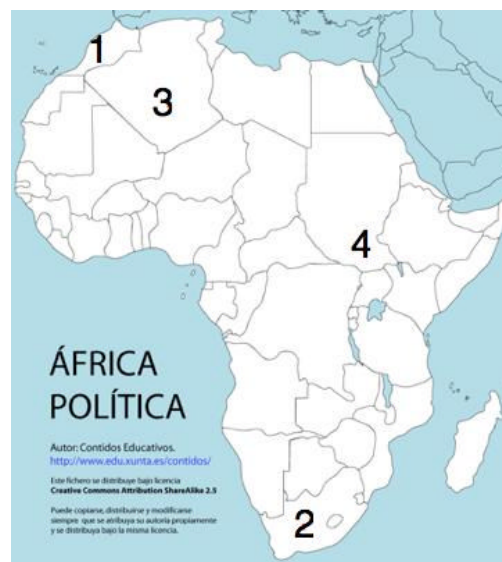 1
3
4
ÁFRICA
POLÍTICA
Autor: Contidos Educativos.
http://www.edu.xunta.es/contidos/
Este fichero se distribuye bajo licencia
Creative Commons Attribution ShareAlike 2.5
Puede copiarse, distribuirse y modificarse
siempre que se atribuya su autoría propiamente
y se distribuya bajo la misma licencia.
2